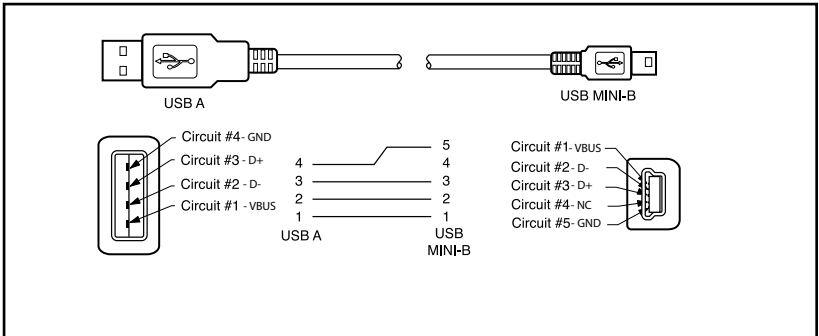 USB A
USB MINI-B
Circuit #4- GND
Circuit #3 - D+
Circuit #2 - D-
Circuit #1 - VBUS
4
3
2
1
USB A
5
4
3
2
1
USB
MINI-B
Circuit #1- VBUS
Circuit #2- D-
Circuit #3- D+
Circuit #4- NC
Circuit #5- GND